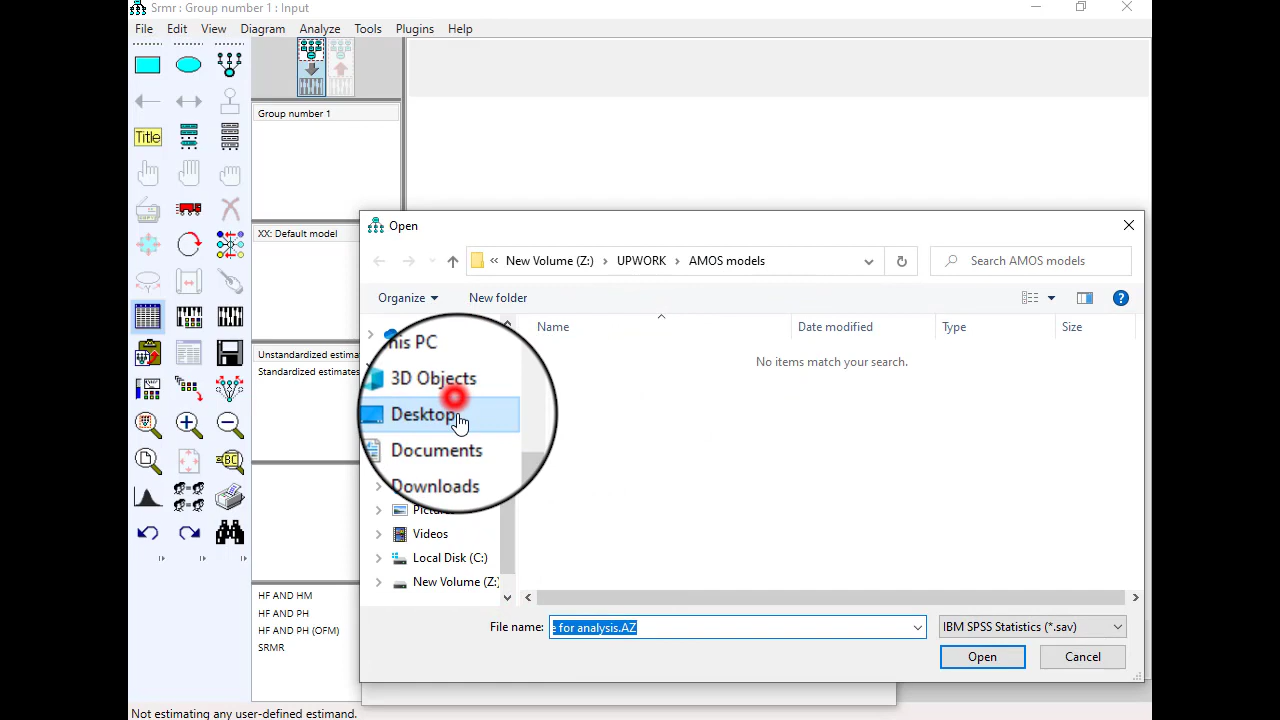 Srmr : Group number 1 : Input
File Edit View Diagram Analyze Tools Plugins Help
Title
Group number 1
XX: Default model
Unstandardized estima
Standardized estimates
HF AND HM
HF AND PH
HF AND PH (OFM)
SRMR
Not estimating any user-defined estimand.
Open
« New Volume (Z:) › UPWORK › AMOS models
Search AMOS models
Organize New folder
Name Date modified Type Size
No items match your search.
his PC
3D Objects
Desktop
Documents
Downloads
Videos
Local Disk (C:)
New Volume (Z:)
File name: e for analysis.AZ IBM SPSS Statistics (*.sav)
Open Cancel